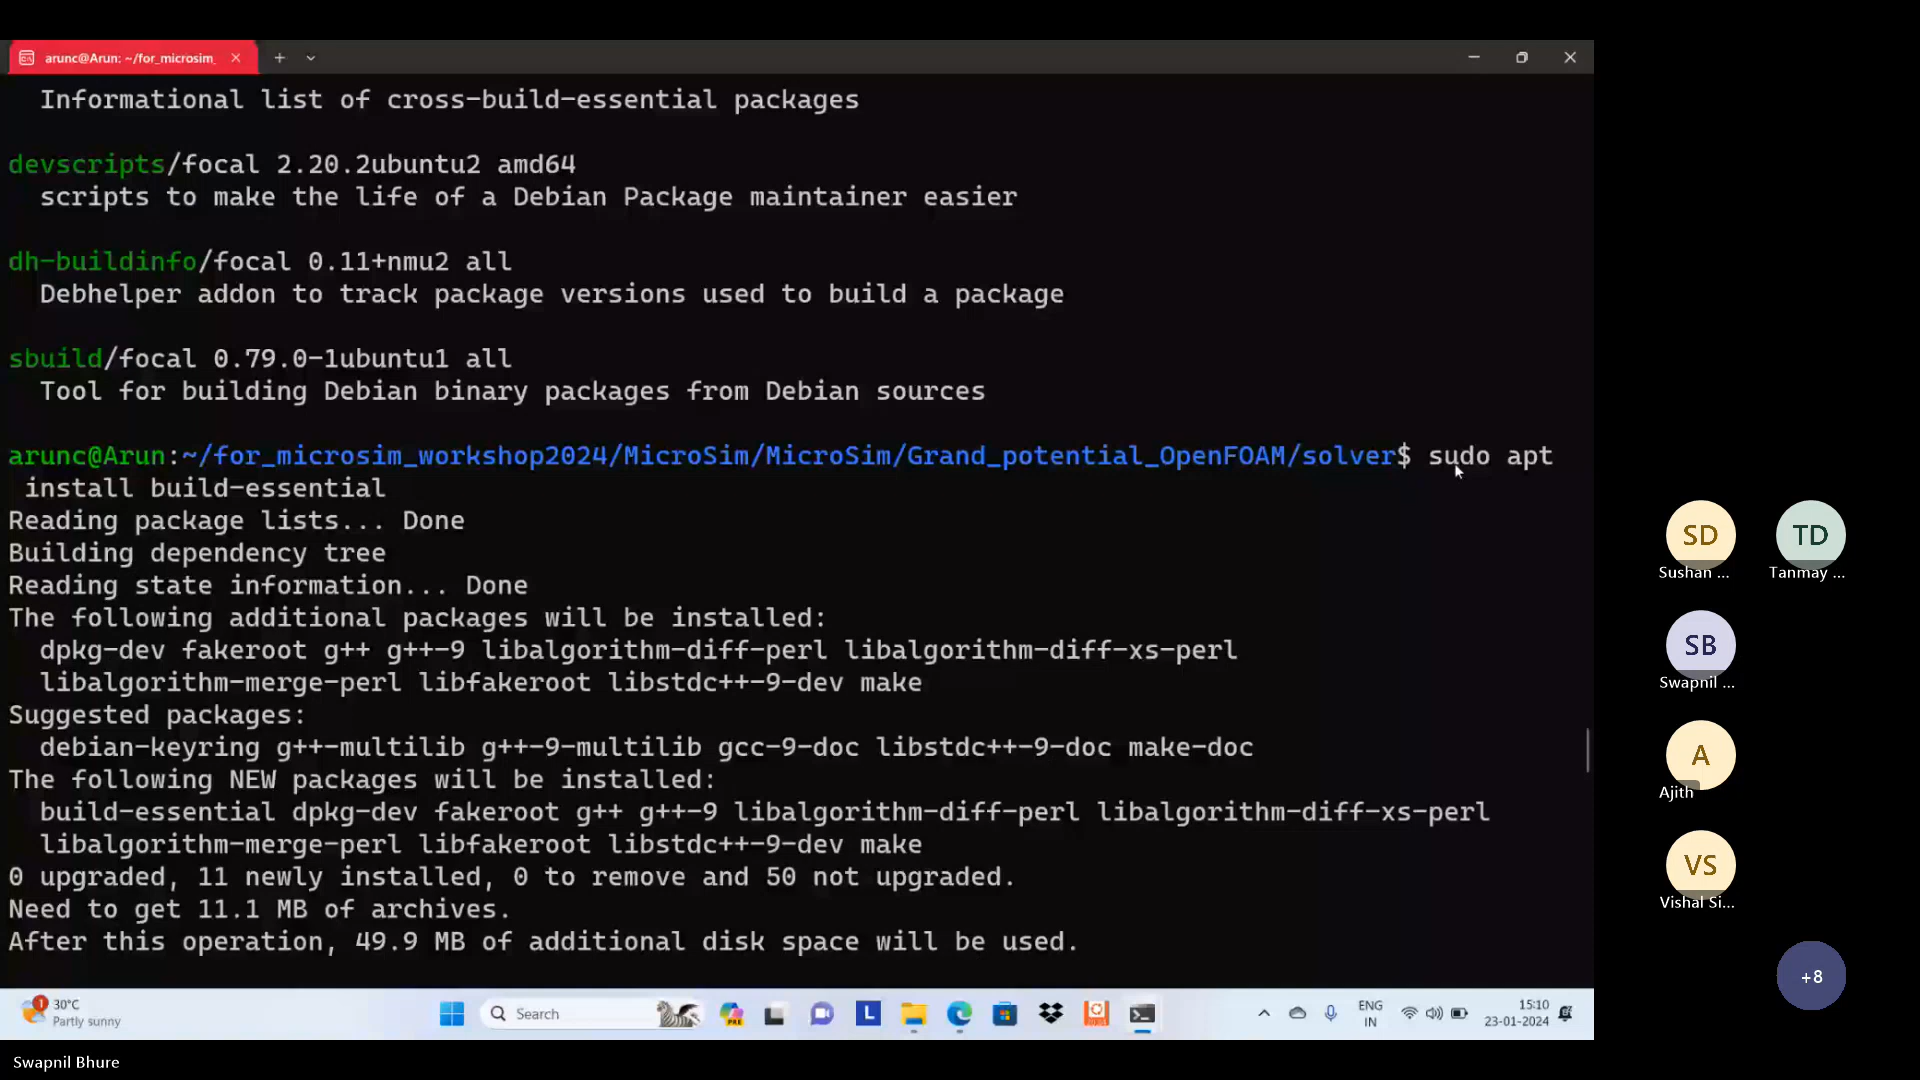 arunc@Arun: ~/for_microsim_
Informational list of cross-build-essential packages
devscripts/focal 2.20.2ubuntu2 amd64
scripts to make the life of a Debian Package maintainer easier
dh-buildinfo/focal 0.11+nmu2 all
Debhelper addon to track package versions used to build a package
sbuild/focal 0.79.0-1ubuntu1 all
Tool for building Debian binary packages from Debian sources
arunc@Arun:~/for_microsim_workshop2024/MicroSim/MicroSim/Grand_potential_OpenFOAM/solver$ sudo apt
install build-essential
Reading package lists... Done
Building dependency tree
Reading state information... Done
The following additional packages will be installed:
dpkg-dev fakeroot g++ g++-9 libalgorithm-diff-perl libalgorithm-diff-xs-perl
libalgorithm-merge-perl libfakeroot libstdc++-9-dev make
Suggested packages:
debian-keyring g++-multilib g++-9-multilib gcc-9-doc libstdc++-9-doc make-doc
The following NEW packages will be installed:
build-essential dpkg-dev fakeroot g++ g++-9 libalgorithm-diff-perl libalgorithm-diff-xs-perl
libalgorithm-merge-perl libfakeroot libstdc++-9-dev make
0 upgraded, 11 newly installed, 0 to remove and 50 not upgraded.
Need to get 11.1 MB of archives.
After this operation, 49.9 MB of additional disk space will be used.
SD
TD
Sushan ...
Tanmay ...
SB
Swapnil ...
A
Ajith
VS
Vishal Si...
+8
1
30°C
Partly sunny
Search
PRE
L
ENG
IN
15:10
23-01-2024
Swapnil Bhure